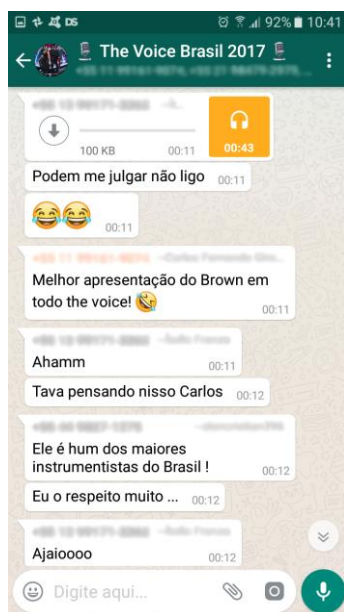 DS 92% 10:41
The Voice Brasil 2017
100 KB 00:11 00:43
Podem me julgar não ligo 00:11
00:11
Melhor apresentação do Brown em
todo the voice!
00:11
Ahamm 00:11
Tava pensando nisso Carlos 00:12
Ele é hum dos maiores
instrumentistas do Brasil !
00:12
Eu o respeito muito ... 00:12
Ajaioooo 00:12
Digite aqui...